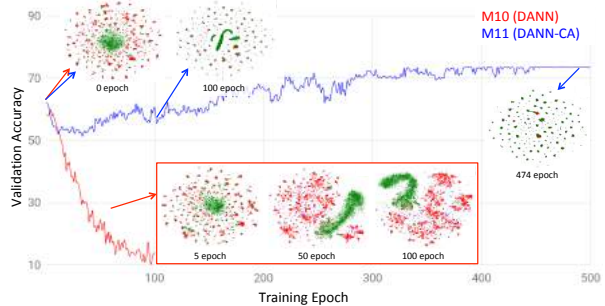 90
M10 (DANN)
M11 (DANN-CA)
0 epoch
100 epoch
70
Validation Accuracy
50
474 epoch
30
5 epoch
50 epoch
100 epoch
10
0
100
200
300
400
500
Training Epoch